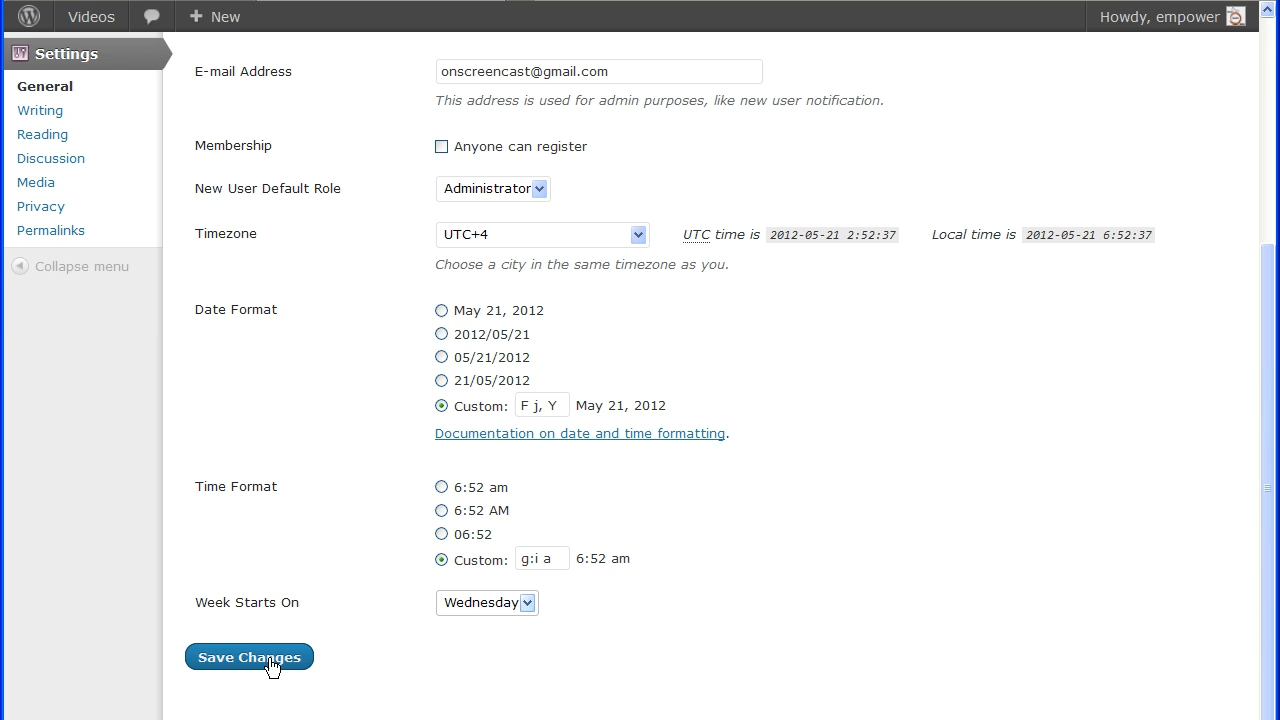 Videos New Howdy, empower
Settings
General
Writing
Reading
Discussion
Media
Privacy
Permalinks
Collapse menu
E-mail Address onscreencast@gmail.com
This address is used for admin purposes, like new user notification.
Membership Anyone can register
New User Default Role Administrator
Timezone UTC+4 UTC time is 2012-05-21 2:52:37 Local time is 2012-05-21 6:52:37
Choose a city in the same timezone as you.
Date Format May 21, 2012
2012/05/21
05/21/2012
21/05/2012
Custom: F j, Y May 21, 2012
Documentation on date and time formatting.
Time Format 6:52 am
6:52 AM
06:52
Custom: g:i a 6:52 am
Week Starts On Wednesday
Save Changes